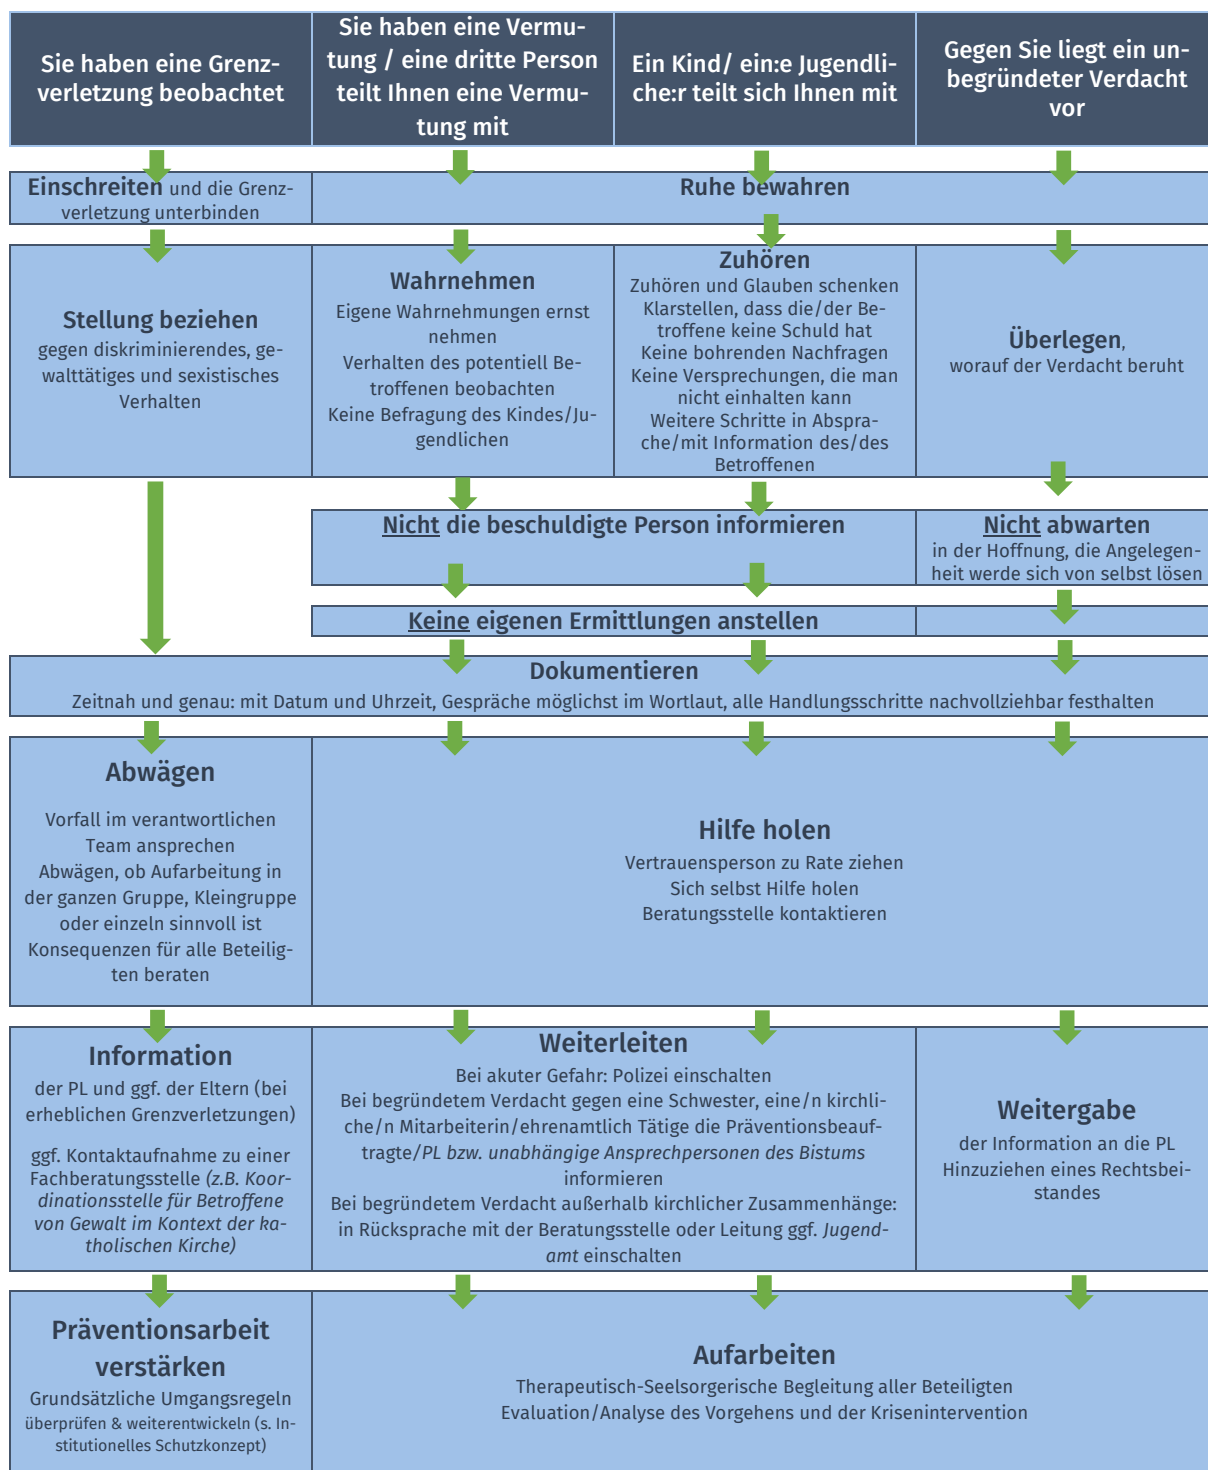 Sie haben eine Grenz-
verletzung beobachtet
Sie haben eine Vermu-
tung / eine dritte Person
teilt Ihnen eine Vermu-
tung mit
Ein Kind/ ein:e Jugendli-
che:r teilt sich Ihnen mit
Gegen Sie liegt ein un-
begründeter Verdacht
vor
Einschreiten und die Grenz-
verletzung unterbinden
Ruhe bewahren
Stellung beziehen
gegen diskriminierendes, ge-
walttätiges und sexistisches
Verhalten
Wahrnehmen
Eigene Wahrnehmungen ernst
nehmen
Verhalten des potentiell Be-
troffenen beobachten
Keine Befragung des Kindes/Ju-
gendlichen
Zuhören
Zuhören und Glauben schenken
Klarstellen, dass die/der Be-
troffene keine Schuld hat
Keine bohrenden Nachfragen
Keine Versprechungen, die man
nicht einhalten kann
Weitere Schritte in Abspra-
che/mit Information des/des
Betroffenen
Überlegen,
worauf der Verdacht beruht
Nicht die beschuldigte Person informieren
Nicht abwarten
in der Hoffnung, die Angelegen-
heit werde sich von selbst lösen
Keine eigenen Ermittlungen anstellen
Dokumentieren
Zeitnah und genau: mit Datum und Uhrzeit, Gespräche möglichst im Wortlaut, alle Handlungsschritte nachvollziehbar festhalten
Abwägen
Vorfall im verantwortlichen
Team ansprechen
Abwägen, ob Aufarbeitung in
der ganzen Gruppe, Kleingruppe
oder einzeln sinnvoll ist
Konsequenzen für alle Beteilig-
ten beraten
Hilfe holen
Vertrauensperson zu Rate ziehen
Sich selbst Hilfe holen
Beratungsstelle kontaktieren
Information
der PL und ggf. der Eltern (bei
erheblichen Grenzverletzungen)
ggf. Kontaktaufnahme zu einer
Fachberatungsstelle (z.B. Koor-
dinationsstelle für Betroffene
von Gewalt im Kontext der ka-
tholischen Kirche)
Weiterleiten
Bei akuter Gefahr: Polizei einschalten
Bei begründetem Verdacht gegen eine Schwester, eine/n kirchli-
che/n Mitarbeiterin/ehrenamtlich Tätige die Präventionsbeauf-
tragte/PL bzw. unabhängige Ansprechpersonen des Bistums
informieren
Bei begründetem Verdacht außerhalb kirchlicher Zusammenhänge:
in Rücksprache mit der Beratungsstelle oder Leitung ggf. Jugend-
amt einschalten
Weitergabe
der Information an die PL
Hinzuziehen eines Rechtsbei-
standes
Präventionsarbeit
verstärken
Grundsätzliche Umgangsregeln
überprüfen & weiterentwickeln (s. In-
stitutionelles Schutzkonzept)
Aufarbeiten
Therapeutisch-Seelsorgerische Begleitung aller Beteiligten
Evaluation/Analyse des Vorgehens und der Krisenintervention